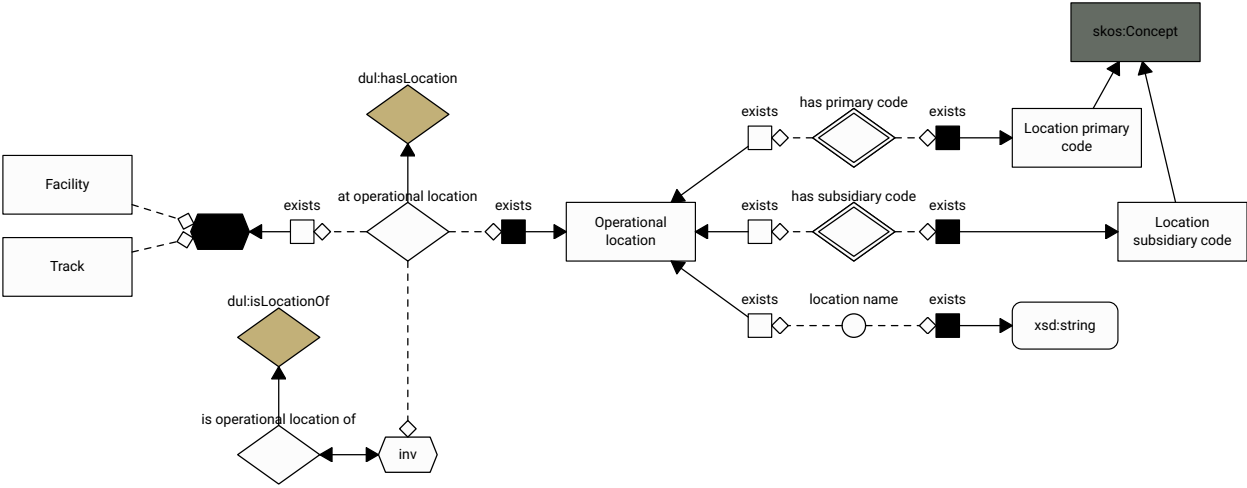 skos:Concept
dul:hasLocation
exists
has primary code
exists
Location primary
code
Facility
exists
at operational location
exists
Operational
location
exists
has subsidiary code
exists
Location
subsidiary code
Track
dul:isLocationOf
exists
location name
exists
xsd:string
is operational location of
inv